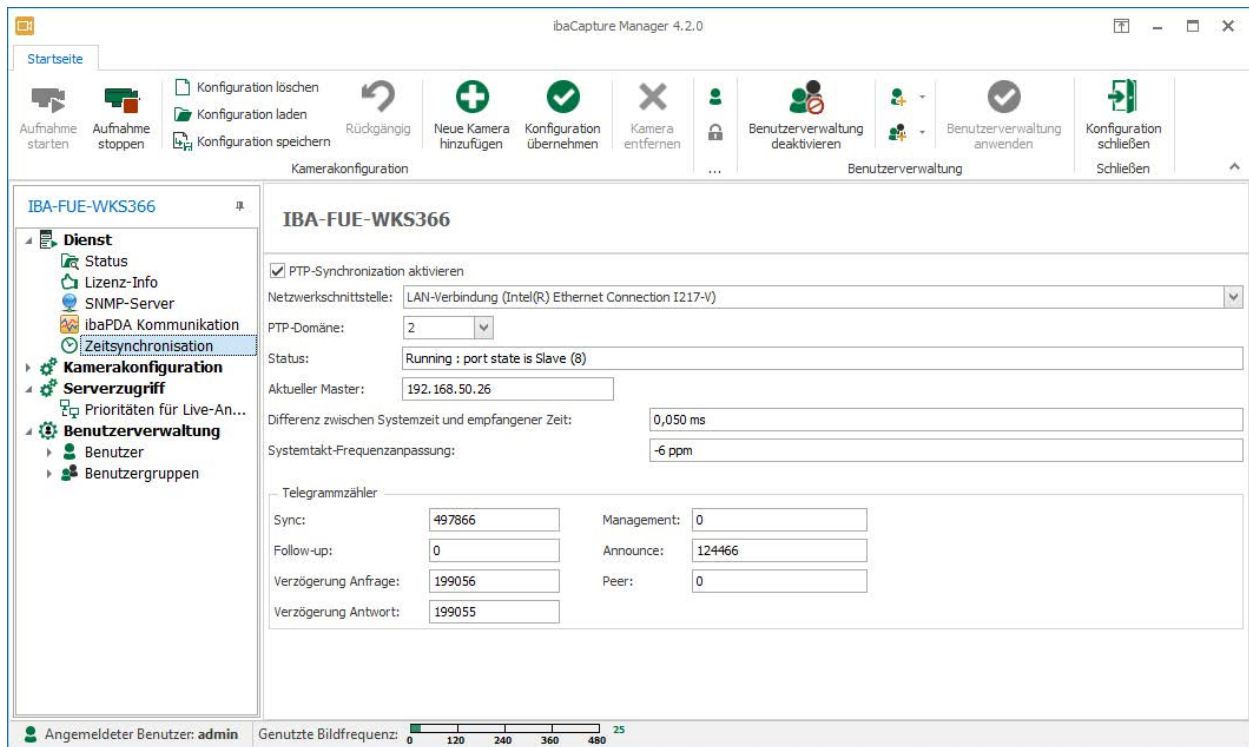 ibaCapture Manager 4.2.0
Startseite
Aufnahme starten
Aufnahme stoppen
Konfiguration löschen
Konfiguration laden
Konfiguration speichern
Rückgängig
Neue Kamera hinzufügen
Konfiguration übernehmen
Kamera entfernen
Benutzerverwaltung deaktivieren
Benutzerverwaltung anwenden
Konfiguration schließen
Kamerakonfiguration
...
Benutzerverwaltung
Schließen
IBA-FUE-WKS366
Dienst
Status
Lizenz-Info
SNMP-Server
ibaPDA Kommunikation
Zeitsynchronisation
Kamerakonfiguration
Serverzugriff
Prioritäten für Live-An...
Benutzerverwaltung
Benutzer
Benutzergruppen
IBA-FUE-WKS366
PTP-Synchronization aktivieren
Netzwerkschnittstelle: LAN-Verbindung (Intel(R) Ethernet Connection I217-V)
PTP-Domäne: 2
Status: Running : port state is Slave (8)
Aktueller Master: 192.168.50.26
Differenz zwischen Systemzeit und empfangener Zeit: 0,050 ms
Systemtakt-Frequenzanpassung: -6 ppm
Telegrammzähler
Sync: 497866 Management: 0
Follow-up: 0 Announce: 124466
Verzögerung Anfrage: 199056 Peer: 0
Verzögerung Antwort: 199055
Angemeldeter Benutzer: admin Genutzte Bildfrequenz: 0 120 240 360 480 25